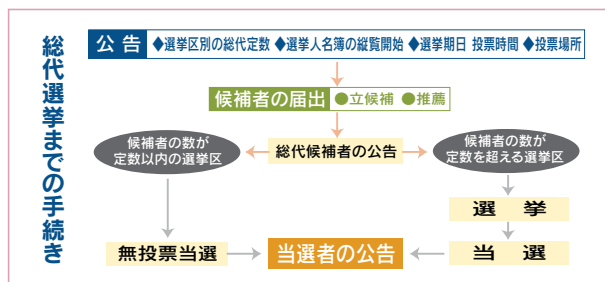 総代選挙までの手続き
公告 ◆選挙区別の総代定数 ◆選挙人名簿の縦覧開始 ◆選挙期日 投票時間 ◆投票場所
候補者の届出 ●立候補 ●推薦
候補者の数が
定数以内の選挙区
総代候補者の公告
候補者の数が
定数を超える選挙区
選挙
無投票当選
当選者の公告
当選